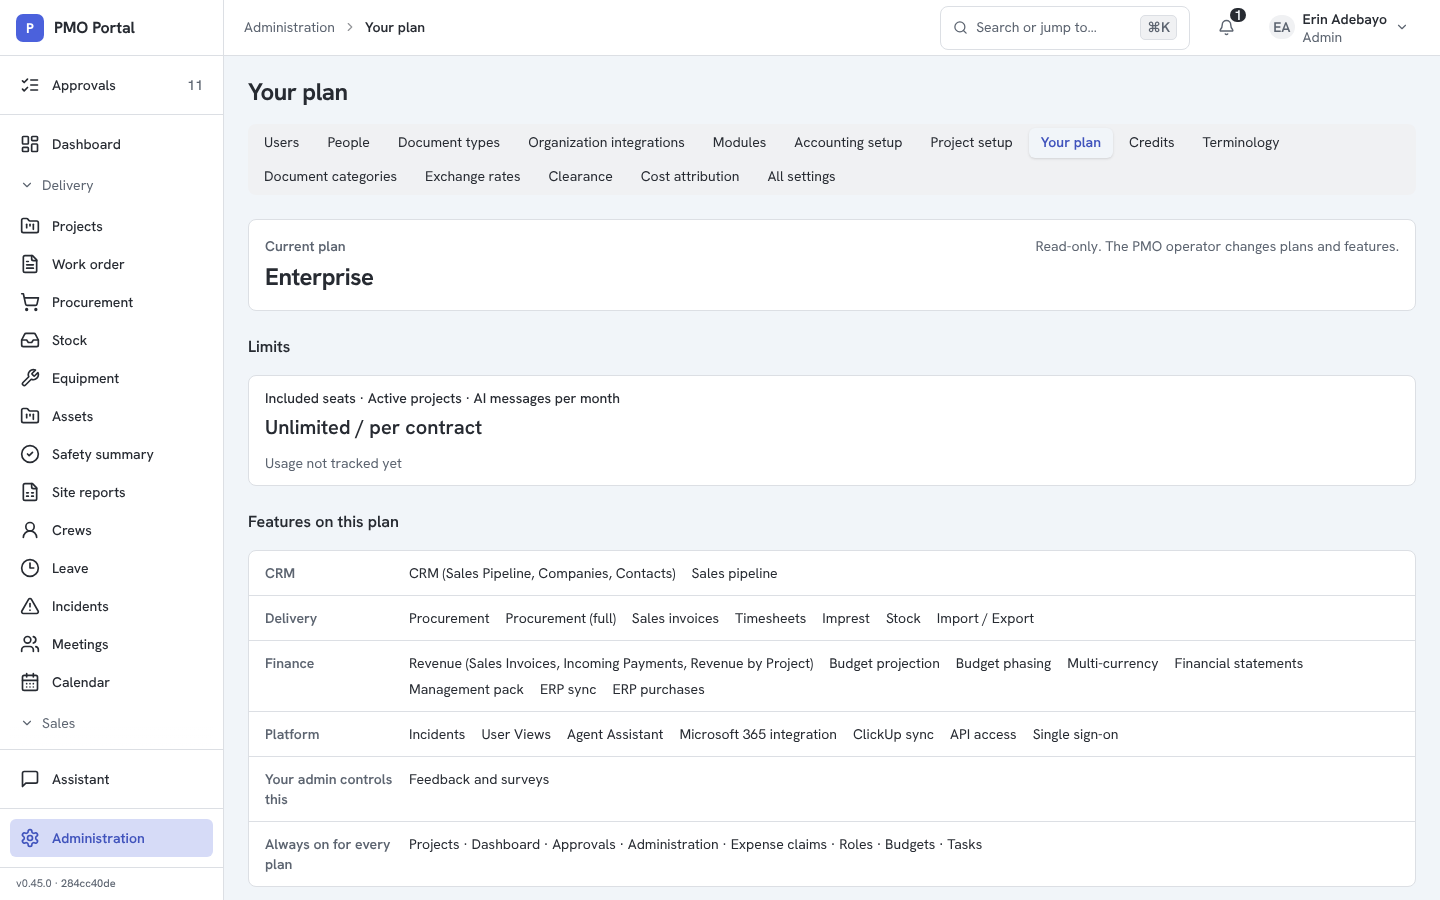 P PMO Portal
Administration > Your plan
Search or jump to... ⌘K
1
EA Erin Adebayo
Admin
Approvals 11
Dashboard
Delivery
Projects
Work order
Procurement
Stock
Equipment
Assets
Safety summary
Site reports
Crews
Leave
Incidents
Meetings
Calendar
Sales
Assistant
Administration
v0.45.0 · 284cc40de
Your plan
Users People Document types Organization integrations Modules Accounting setup Project setup Your plan Credits Terminology
Document categories Exchange rates Clearance Cost attribution All settings
Current plan Read-only. The PMO operator changes plans and features.
Enterprise
Limits
Included seats · Active projects · AI messages per month
Unlimited / per contract
Usage not tracked yet
Features on this plan
CRM CRM (Sales Pipeline, Companies, Contacts) Sales pipeline
Delivery Procurement Procurement (full) Sales invoices Timesheets Imprest Stock Import / Export
Finance Revenue (Sales Invoices, Incoming Payments, Revenue by Project) Budget projection Budget phasing Multi-currency Financial statements
Management pack ERP sync ERP purchases
Platform Incidents User Views Agent Assistant Microsoft 365 integration ClickUp sync API access Single sign-on
Your admin controls Feedback and surveys
this
Always on for every Projects · Dashboard · Approvals · Administration · Expense claims · Roles · Budgets · Tasks
plan